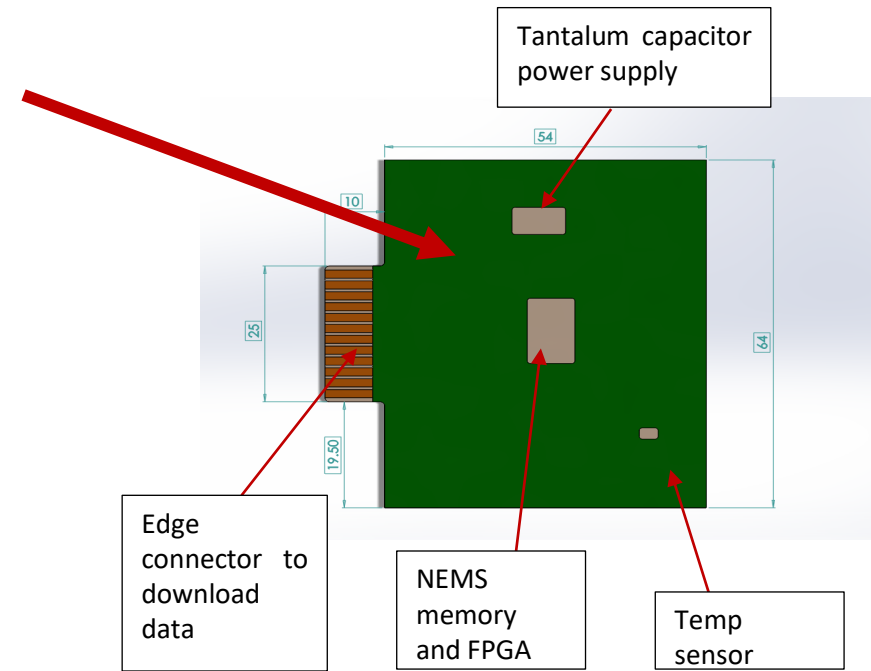 Tantalum capacitor
power supply
54
10
25
64
19.50
Edge
connector to
download
data
NEMS
memory
and FPGA
Temp
sensor